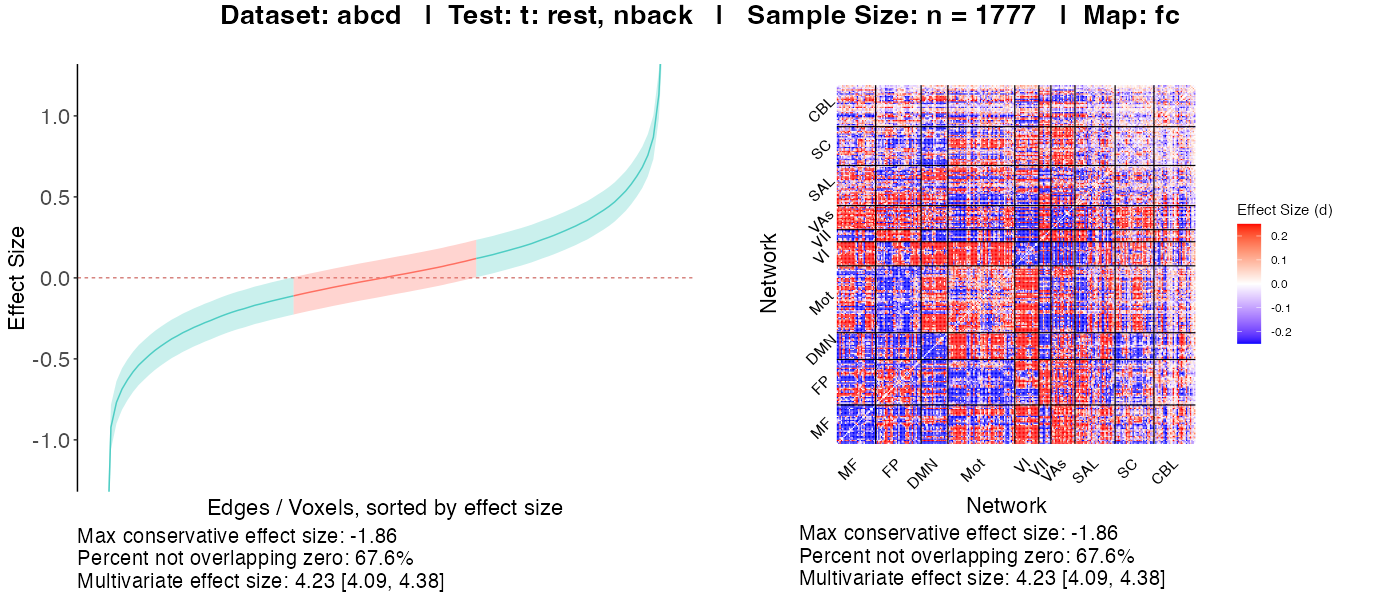 Dataset: abcd | Test: t: rest, nback | Sample Size: n = 1777 | Map: fc
Effect Size
1.0
0.5
0.0
-0.5
-1.0
Edges / Voxels, sorted by effect size
Max conservative effect size: -1.86
Percent not overlapping zero: 67.6%
Multivariate effect size: 4.23 [4.09, 4.38]
Network
CBL
SC
SAL
VAs
VII
VI
Mot
DMN
FP
MF
MF
FP
DMN
Mot
VI
VII
VAs
SAL
SC
CBL
Network
Max conservative effect size: -1.86
Percent not overlapping zero: 67.6%
Multivariate effect size: 4.23 [4.09, 4.38]
Effect Size (d)
0.2
0.1
0.0
-0.1
-0.2